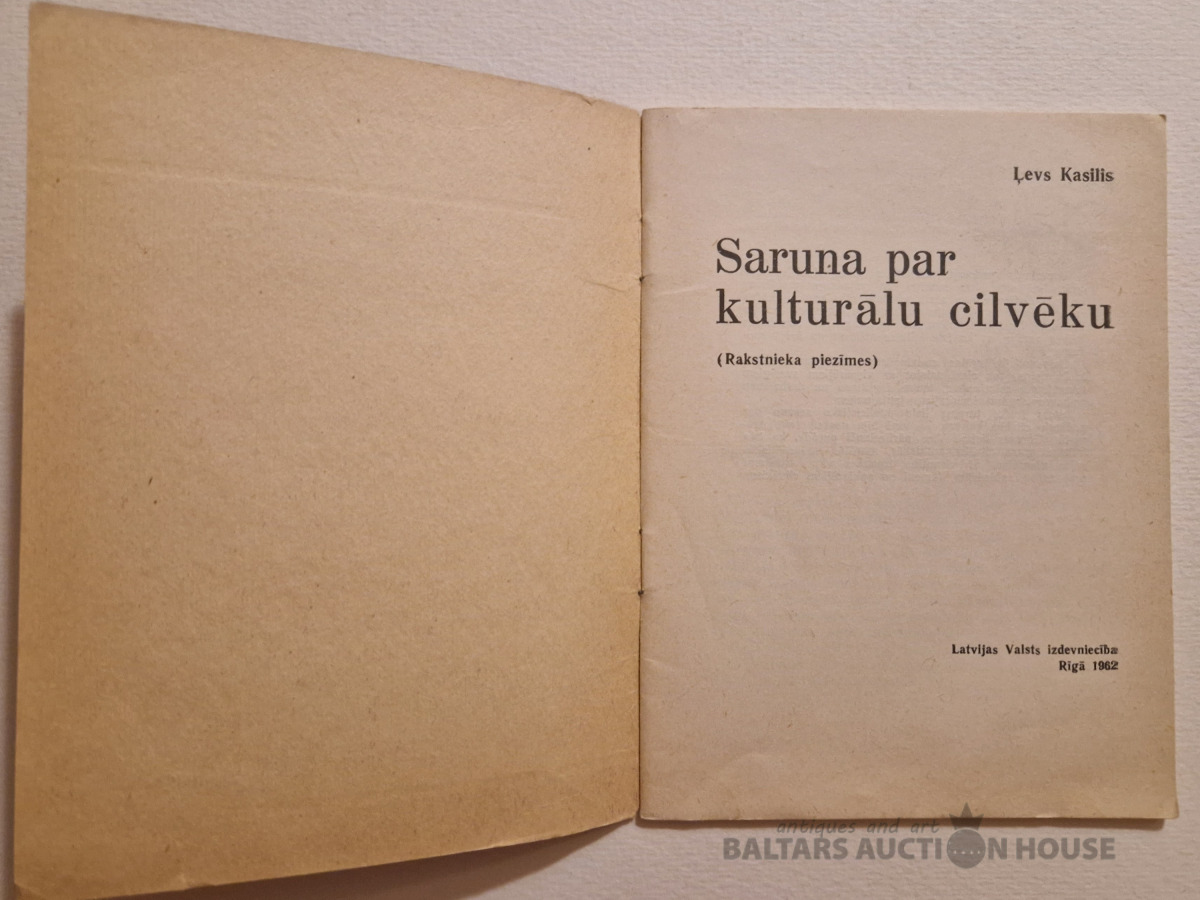 Ļevs Kasilis
Saruna par
kulturālu cilvēku
(Rakstnieka piezīmes)
Latvijas Valsts izdevniecība
Rīgā 1962
antiques and art
BALTARS AUCTION HOUSE